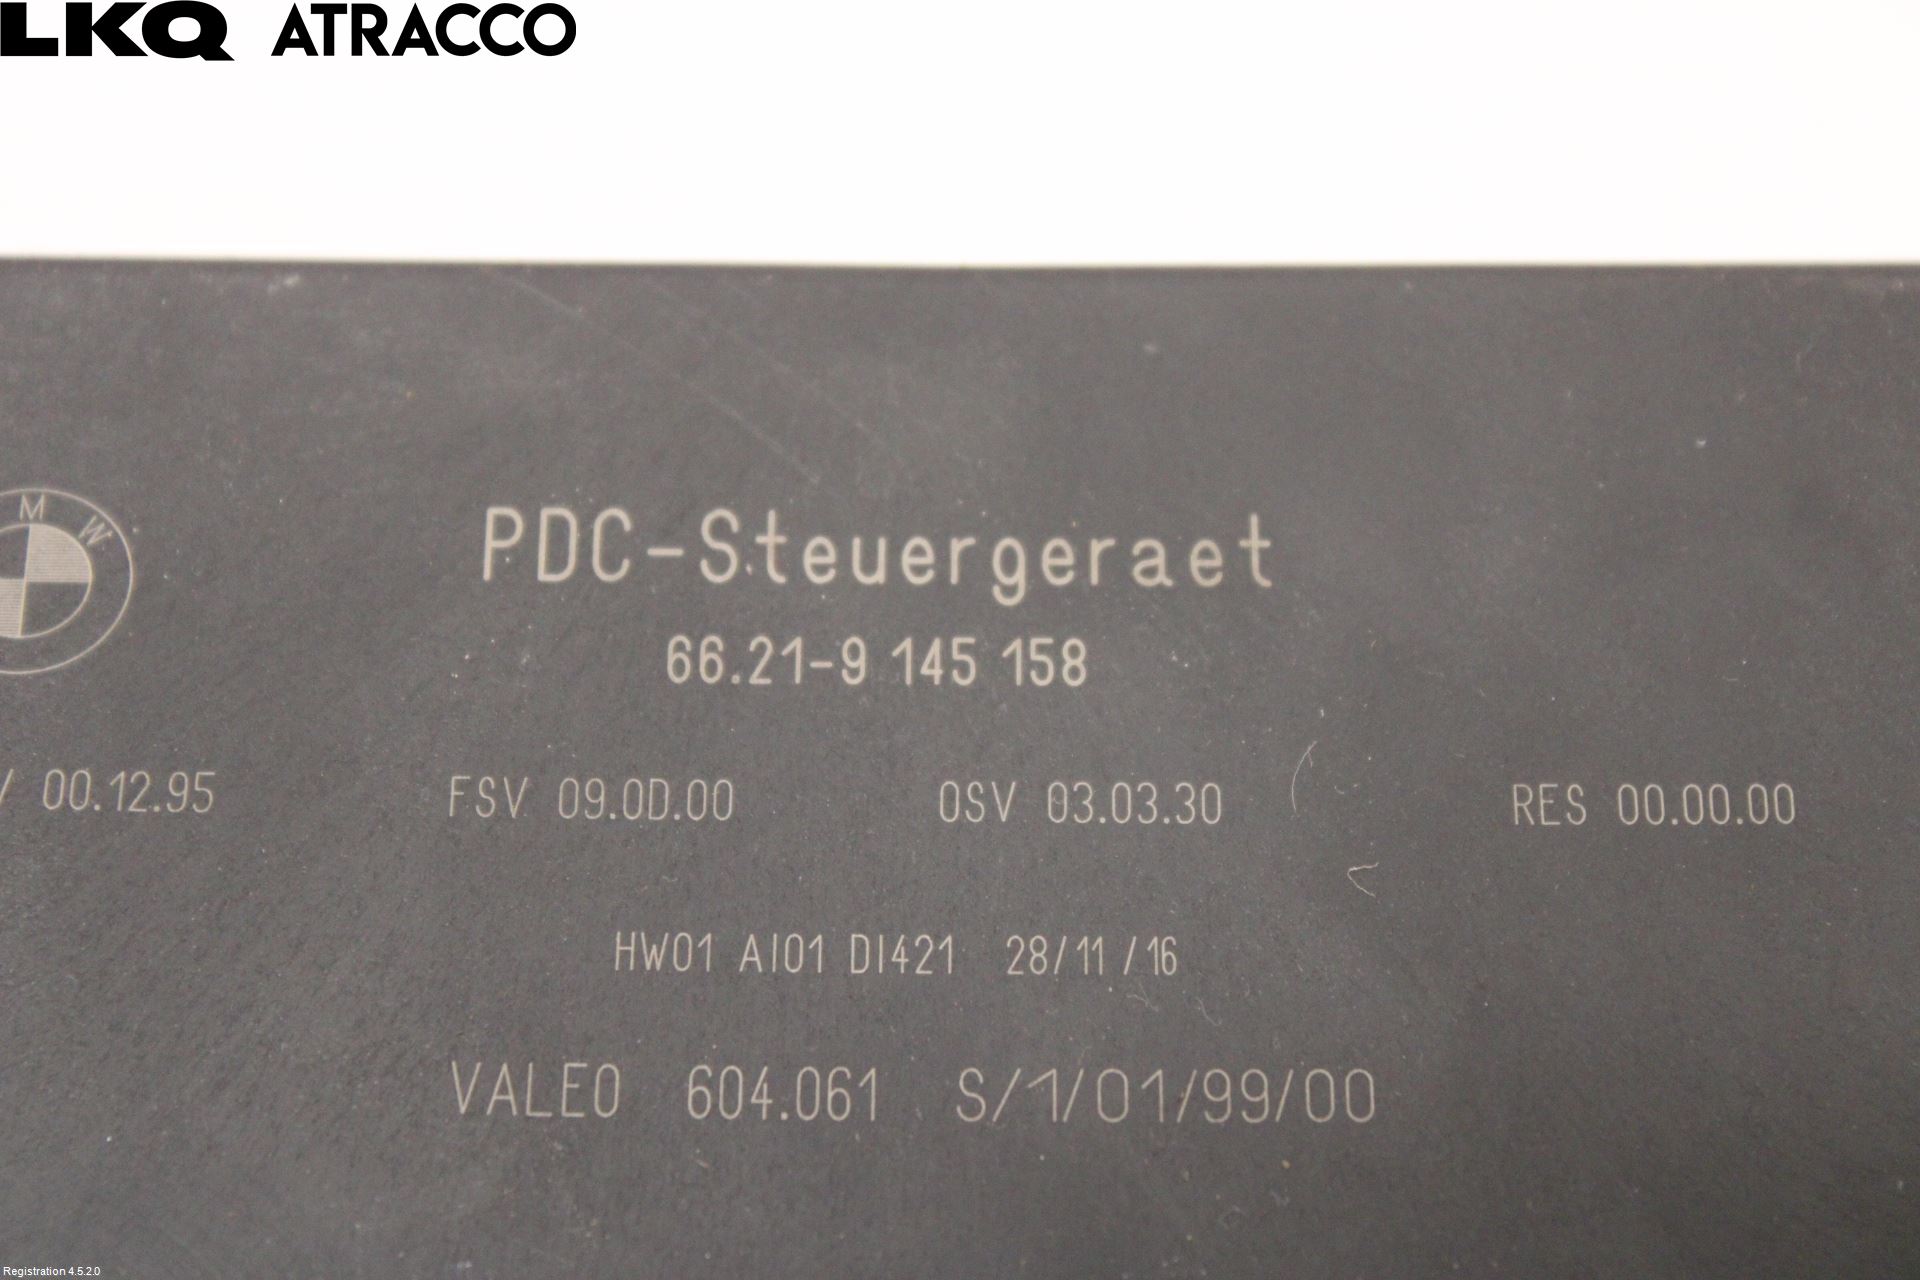 LKQ ATRACCO
M W
PDC-Steuergeraet
66.21-9 145 158
/ 00.12.95 FSV 09.0D.00 OSV 03.03.30 RES 00.00.00
HW01 AI01 DI421 28/11/16
VALEO 604.061 S/1/01/99/00
Registration 4.5.2.0